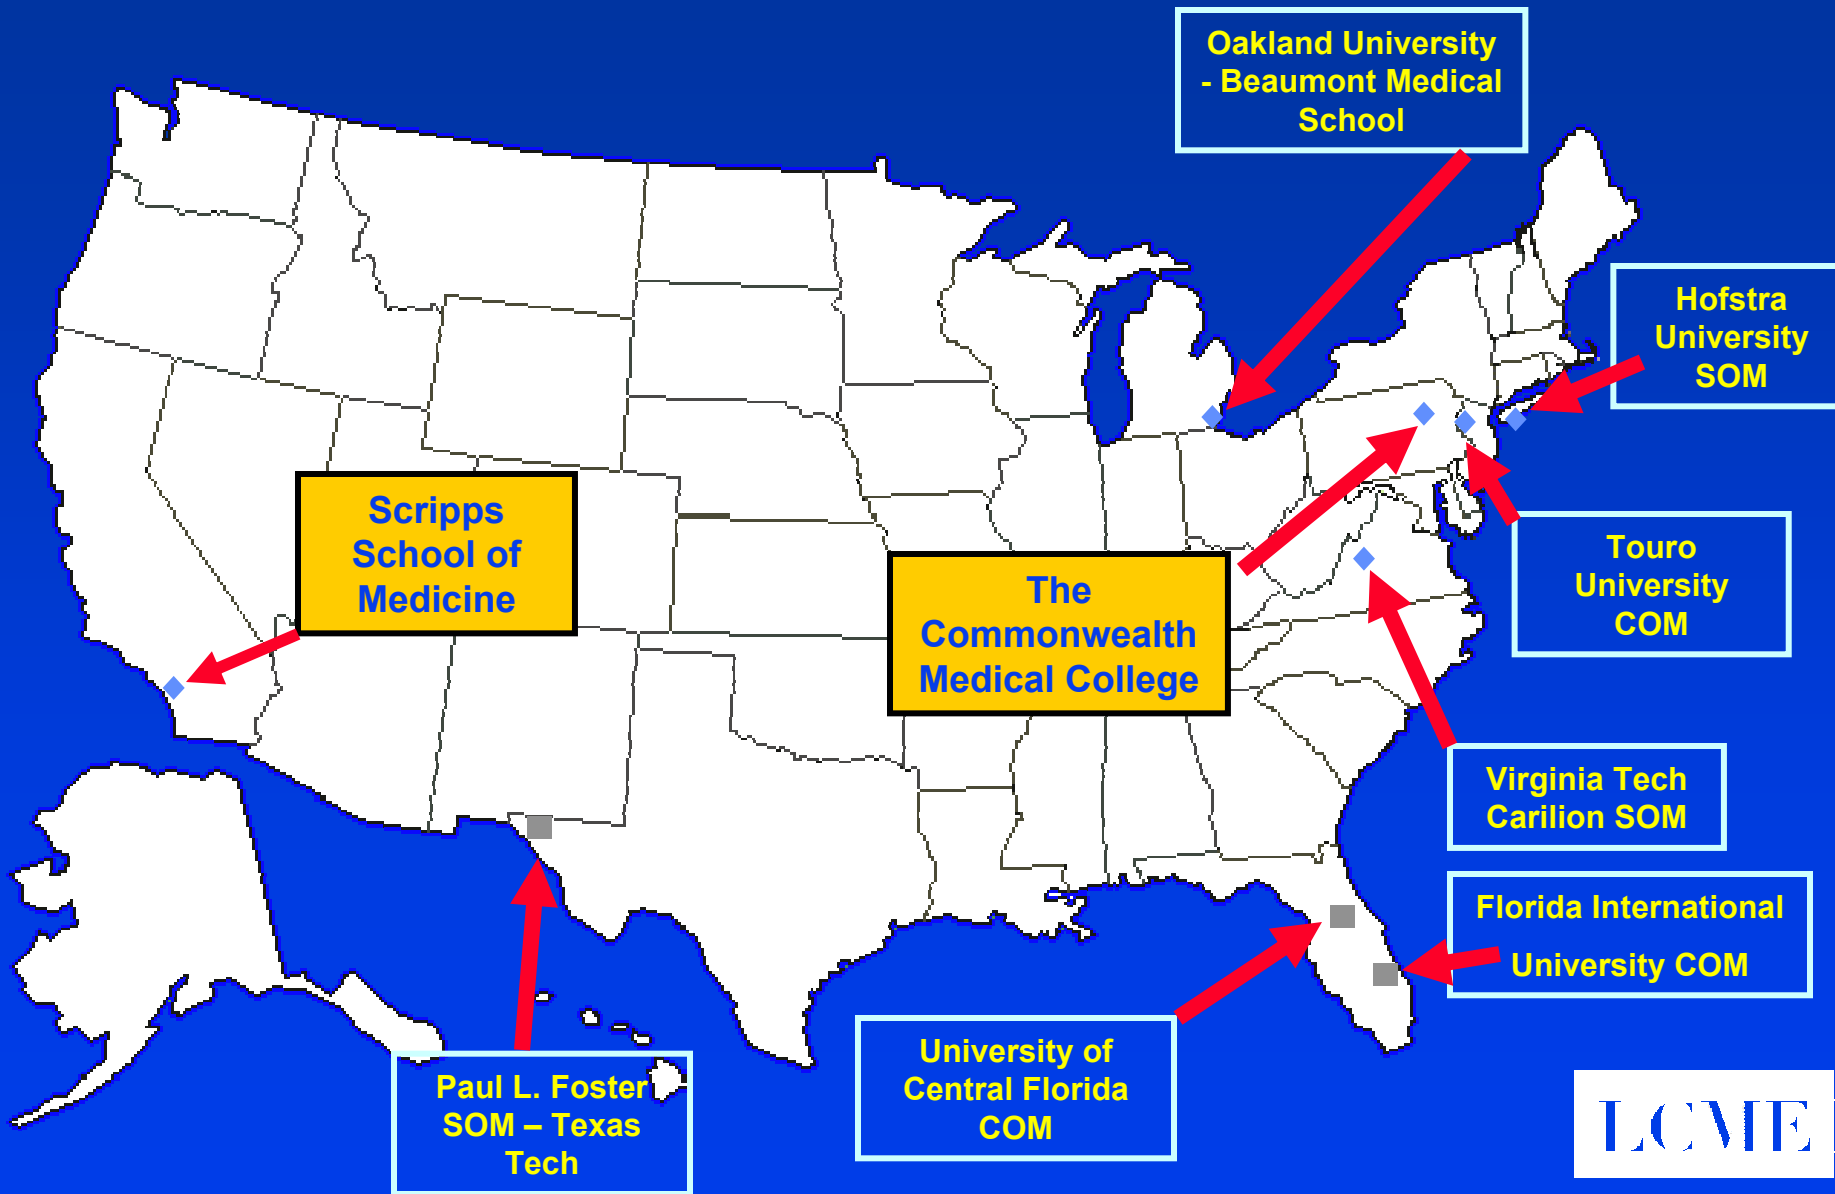 Oakland University
- Beaumont Medical
School
Hofstra
University
SOM
Scripps
School of
Medicine
The
Commonwealth
Medical College
Touro
University
COM
Virginia Tech
Carilion SOM
Florida International
University COM
University of
Central Florida
COM
Paul L. Foster
SOM – Texas
Tech
LCME